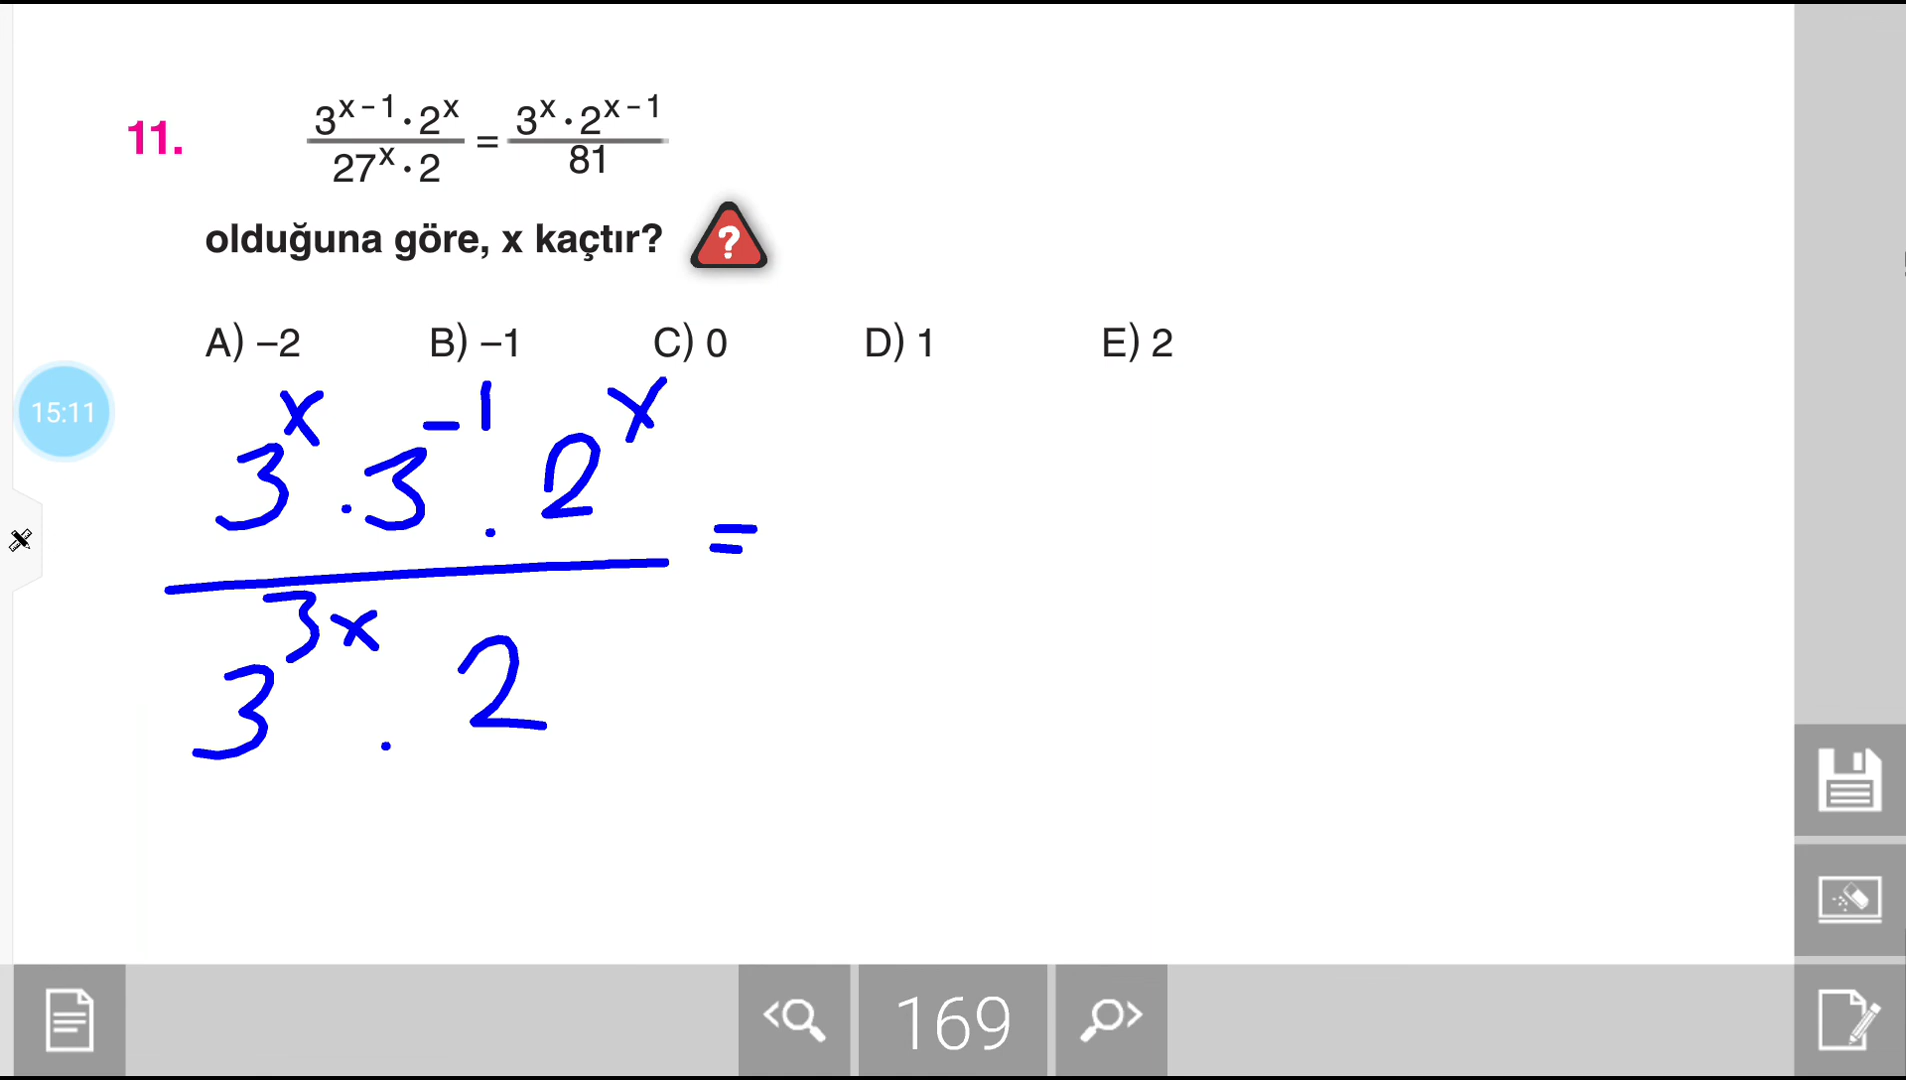 11. 3^(x–1)·2^x / 27^x·2 = 3^x·2^(x–1) / 81
olduğuna göre, x kaçtır? ?
A) –2 B) –1 C) 0 D) 1 E) 2
15:11
3^x . 3^–1 . 2^x / 3^3x . 2 =
169